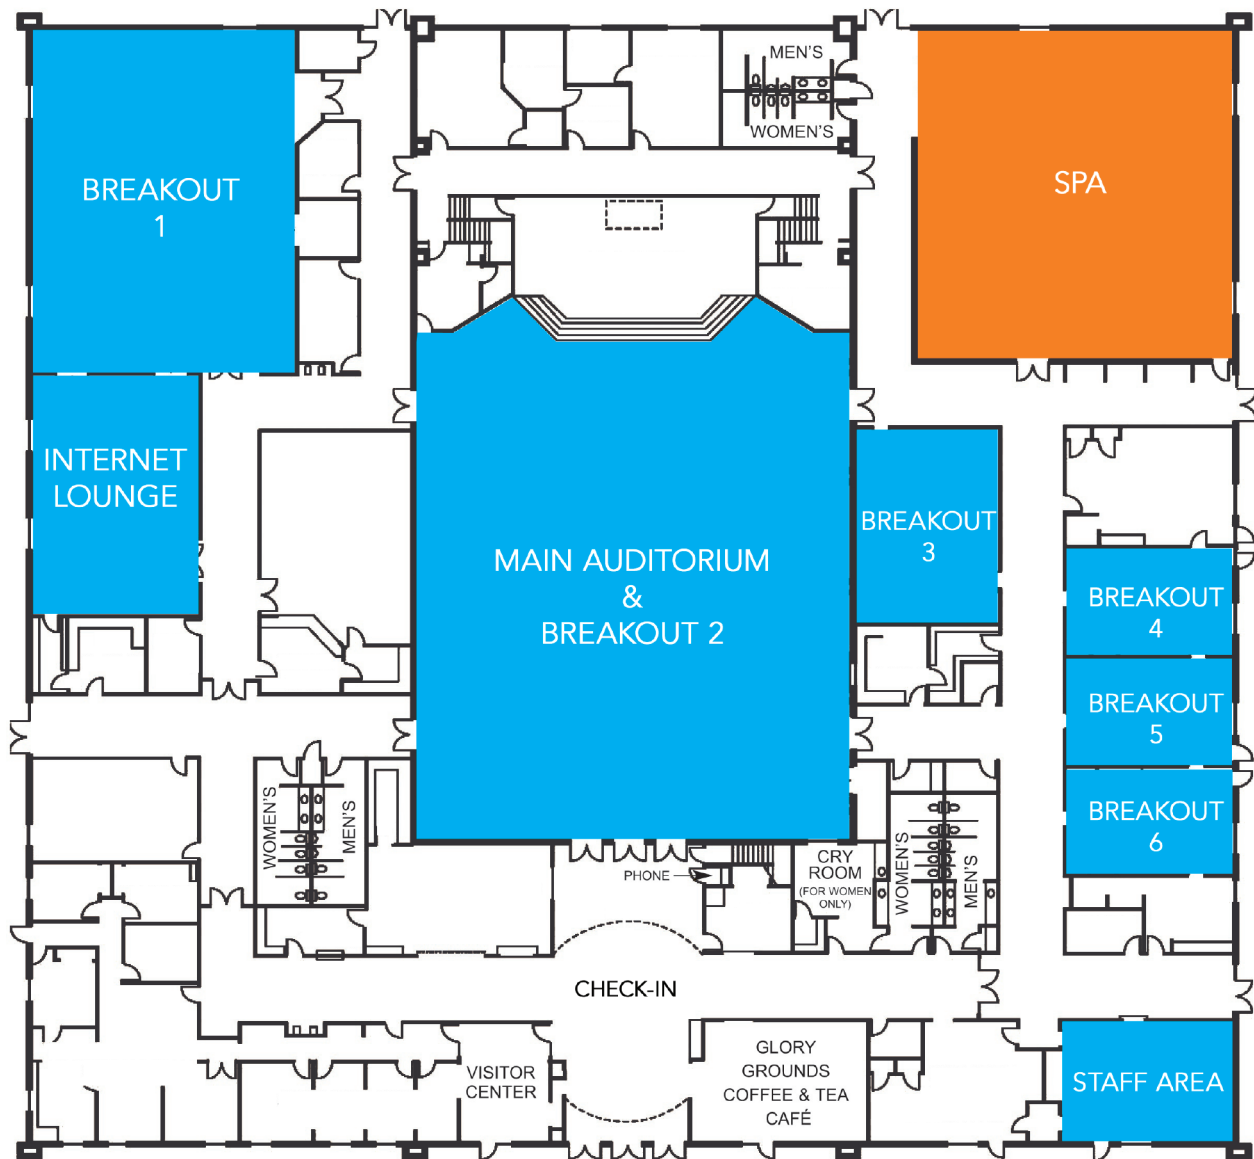 MEN'S
WOMEN'S
BREAKOUT
1
SPA
INTERNET
LOUNGE
MAIN AUDITORIUM
&
BREAKOUT 2
BREAKOUT
3
BREAKOUT
4
BREAKOUT
5
BREAKOUT
6
WOMEN'S
MEN'S
PHONE
CRY
ROOM
(FOR WOMEN
ONLY)
WOMEN'S
MEN'S
CHECK-IN
VISITOR
CENTER
GLORY
GROUNDS
COFFEE & TEA
CAFÉ
STAFF AREA